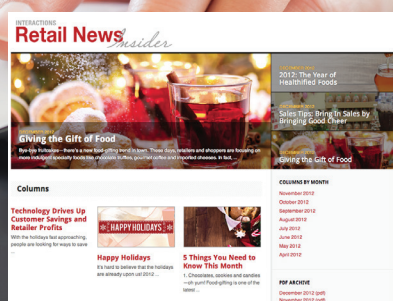 INTERACTIONS
Retail News Insider
DECEMBER 2012
Giving the Gift of Food
Bye-bye fruitcakes—there's a new food-gifting trend in town. These days, retailers and shoppers are focusing on
more indulgent specialty foods like chocolate truffles, gourmet coffee and imported cheeses. In fact, ...
DECEMBER 2012
2012: The Year of
Healthified Foods
DECEMBER 2012
Sales Tips: Bring In Sales by
Bringing Good Cheer
DECEMBER 2012
Giving the Gift of Food
Columns
Technology Drives Up
Customer Savings and
Retailer Profits
With the holidays fast approaching,
people are looking for ways to save
...
HAPPY HOLIDAYS
Happy Holidays
It's hard to believe that the holidays
are already upon us! 2012 ...
5 Things You Need to
Know This Month
1. Chocolates, cookies and candies
—oh yum! Food-gifting is one of the
latest ...
COLUMNS BY MONTH
November 2012
October 2012
September 2012
August 2012
July 2012
June 2012
May 2012
April 2012
PDF ARCHIVE
December 2012 (pdf)
November 2012 (pdf)